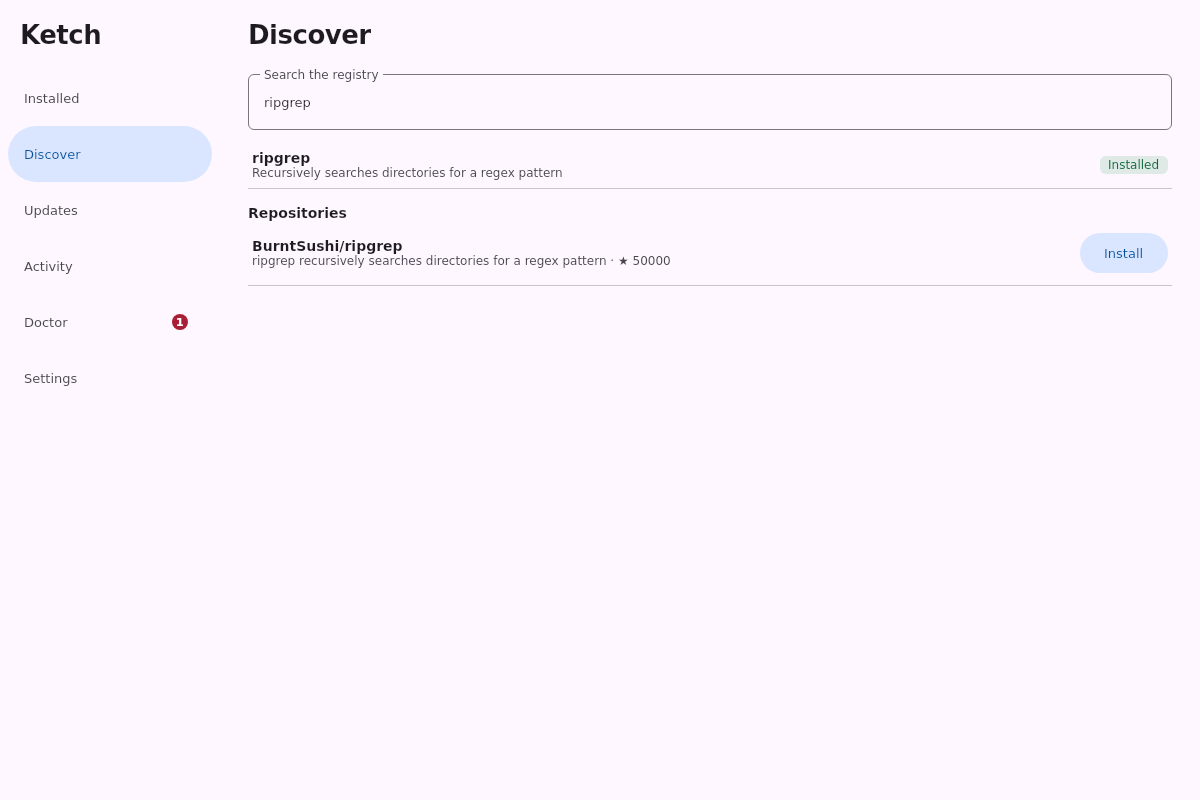 Ketch
Installed
Discover
Updates
Activity
Doctor
1
Settings
Discover
Search the registry
ripgrep
ripgrep
Recursively searches directories for a regex pattern
Installed
Repositories
BurntSushi/ripgrep
ripgrep recursively searches directories for a regex pattern · ★ 50000
Install